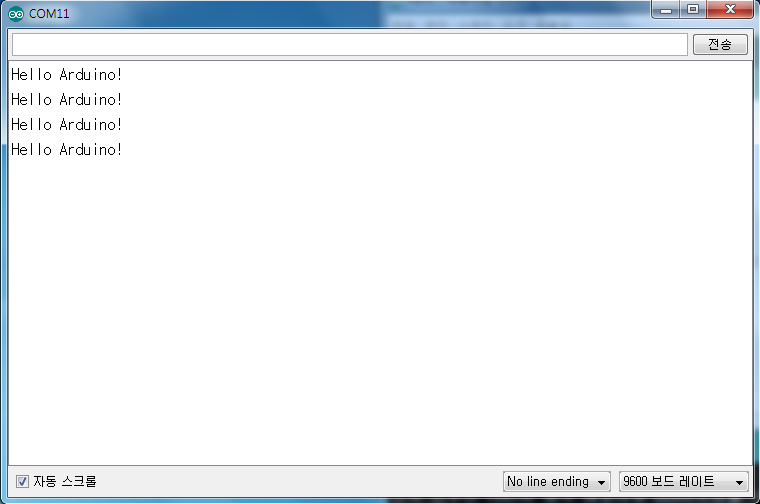 COM11
전송
Hello Arduino!
Hello Arduino!
Hello Arduino!
Hello Arduino!
자동 스크롤
No line ending
9600 보드 레이트